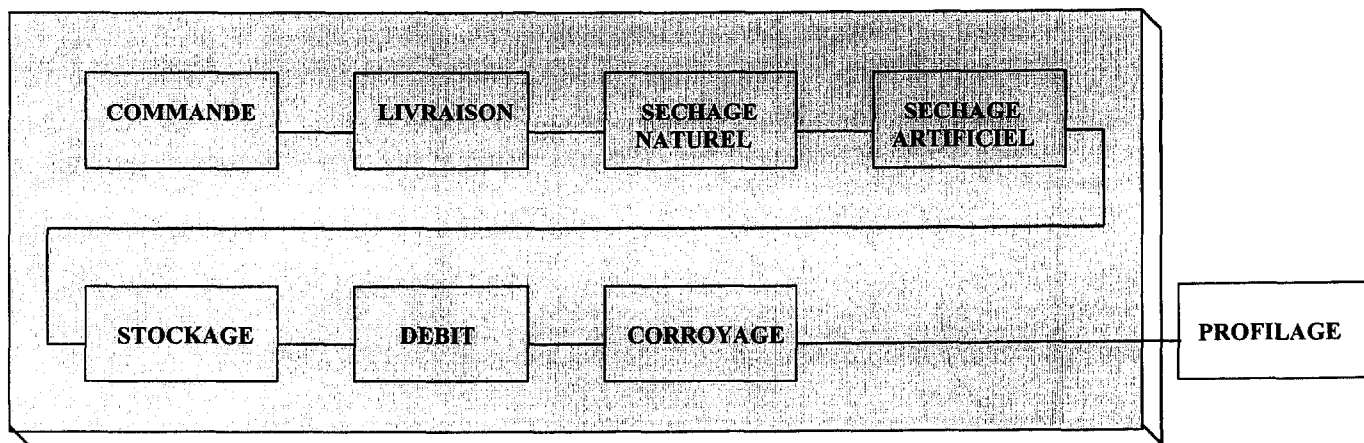 COMMANDE
LIVRAISON
SECHAGE
NATUREL
SECHAGE
ARTIFICIEL
STOCKAGE
DEBIT
CORROYAGE
PROFILAGE